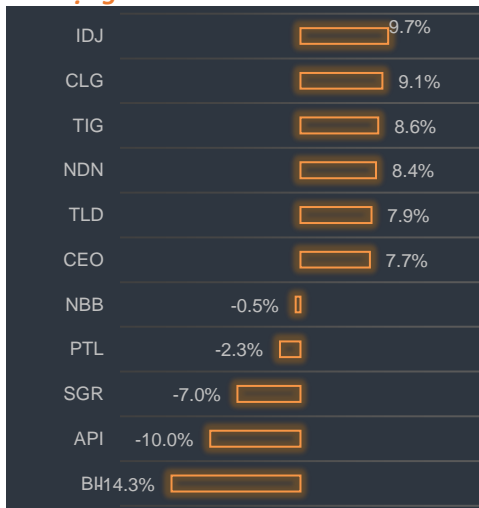 IDJ 9.7%
CLG 9.1%
TIG 8.6%
NDN 8.4%
TLD 7.9%
CEO 7.7%
NBB -0.5%
PTL -2.3%
SGR -7.0%
API -10.0%
-14.3%